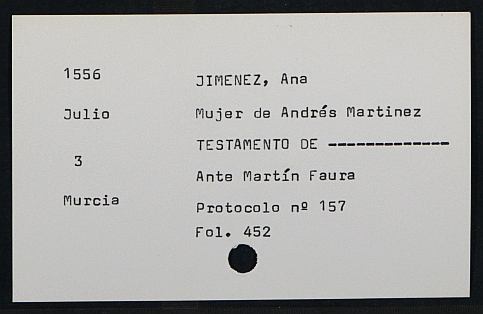 1556
JIMENEZ, Ana
Julio
Mujer de Andrés Martinez
TESTAMENTO DE -------------
3
Ante Martín Faura
Murcia
Protocolo nº 157
Fol. 452